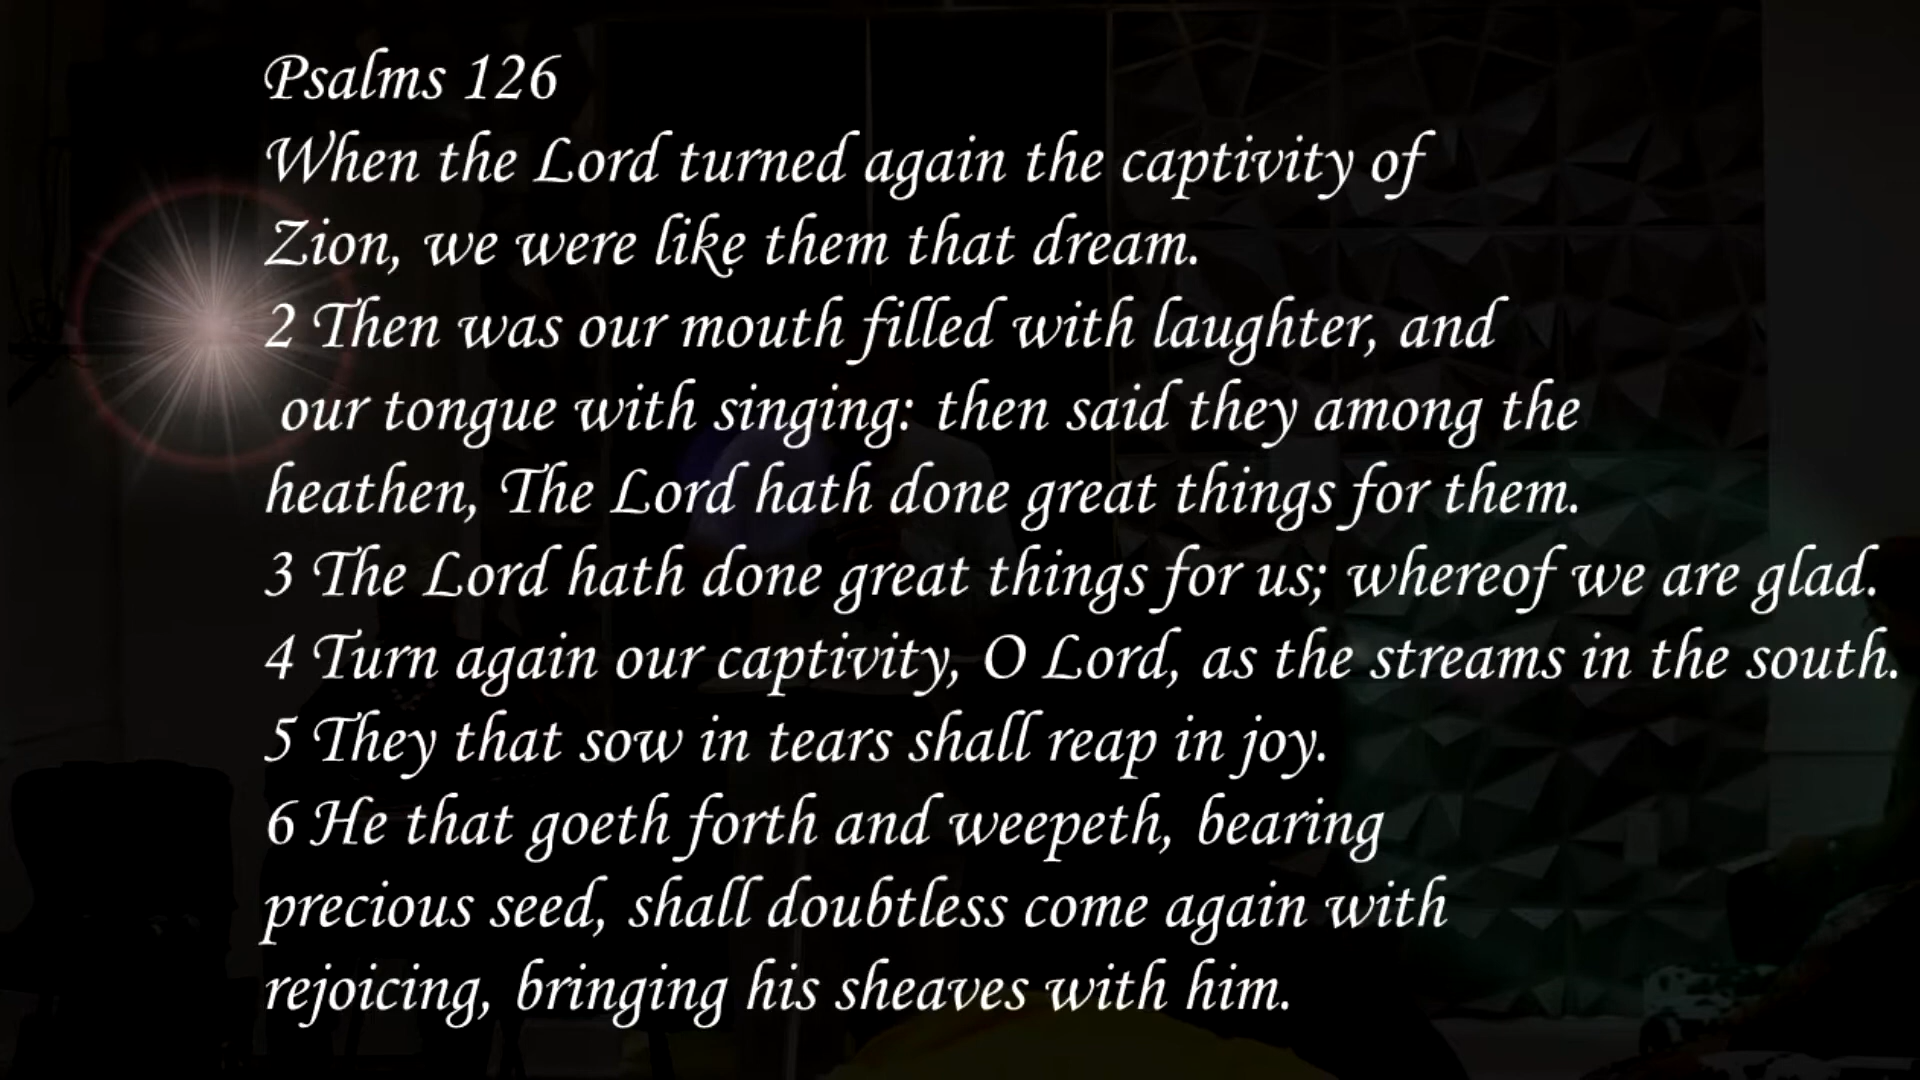 Psalms 126
When the Lord turned again the captivity of
Zion, we were like them that dream.
2 Then was our mouth filled with laughter, and
our tongue with singing: then said they among the
heathen, The Lord hath done great things for them.
3 The Lord hath done great things for us; whereof we are glad.
4 Turn again our captivity, O Lord, as the streams in the south.
5 They that sow in tears shall reap in joy.
6 He that goeth forth and weepeth, bearing
precious seed, shall doubtless come again with
rejoicing, bringing his sheaves with him.